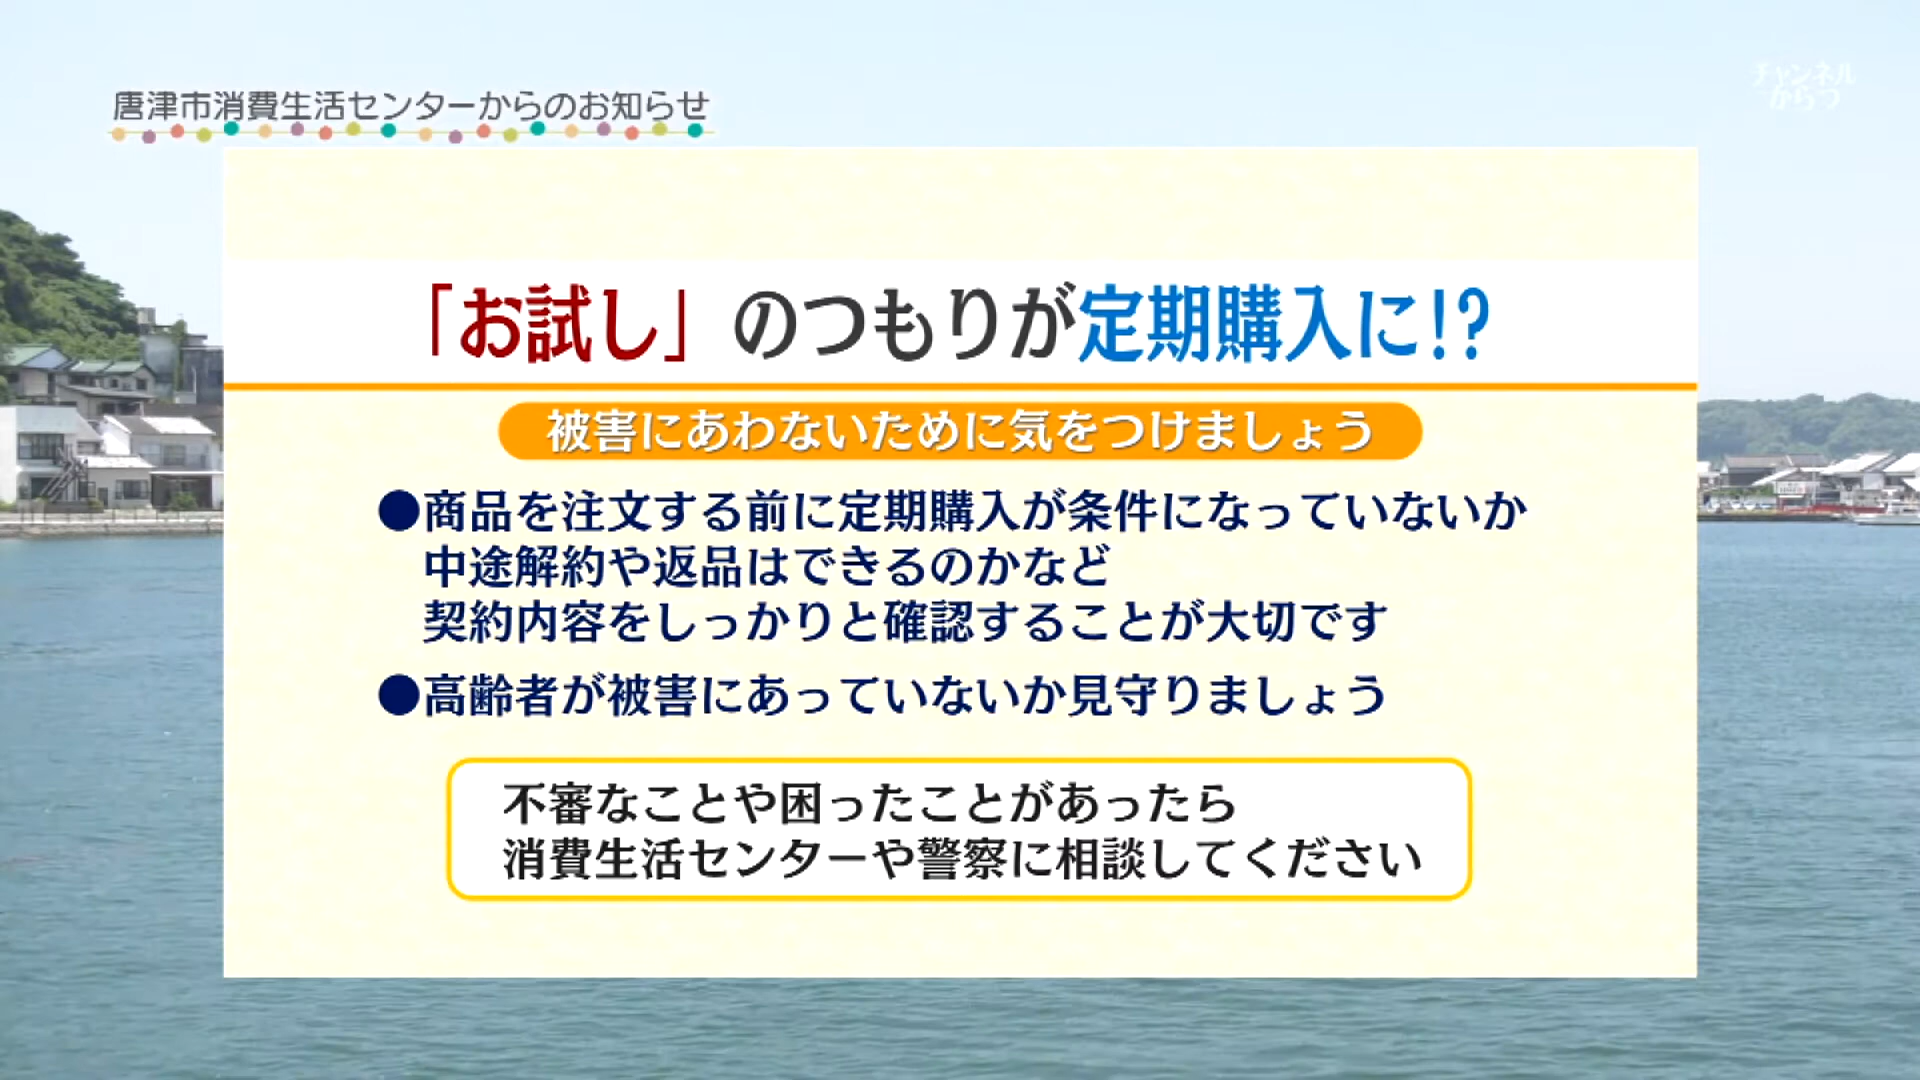 唐津市消費生活センターからのお知らせ
チャンネル
からつ
「お試し」のつもりが定期購入に!?
被害にあわないために気をつけましょう
●商品を注文する前に定期購入が条件になっていないか
中途解約や返品はできるのかなど
契約内容をしっかりと確認することが大切です
●高齢者が被害にあっていないか見守りましょう
不審なことや困ったことがあったら
消費生活センターや警察に相談してください